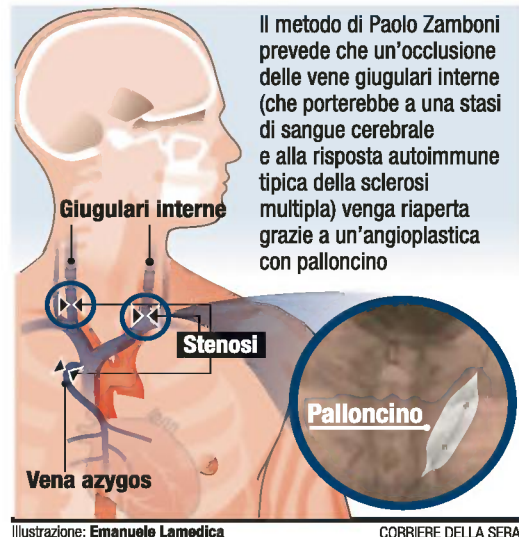 Il metodo di Paolo Zamboni
prevede che un'occlusione
delle vene giugulari interne
(che porterebbe a una stasi
di sangue cerebrale
e alla risposta autoimmune
tipica della sclerosi
multipla) venga riaperta
grazie a un'angioplastica
con palloncino
Giugulari interne
Stenosi
Palloncino
Vena azygos
Illustrazione: Emanuele Lamedica
CORRIERE DELLA SERA